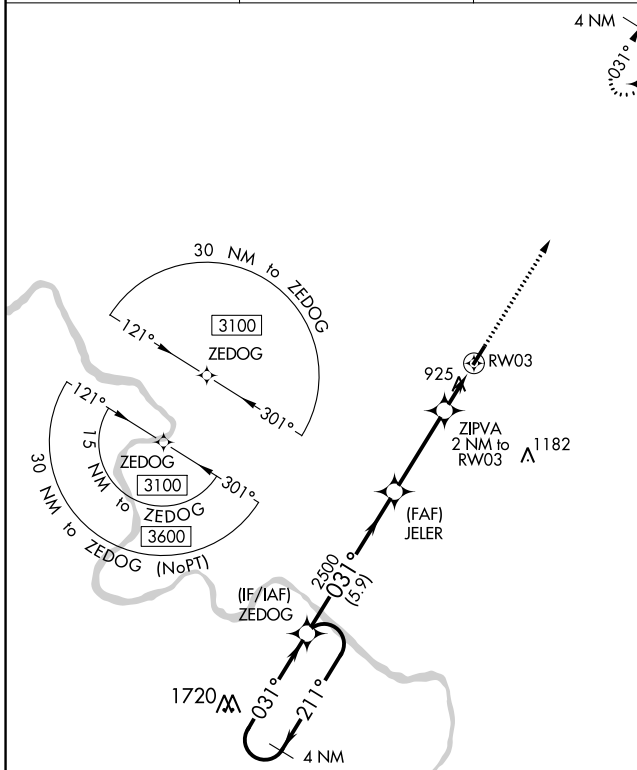 4 NM
031°
30 NM to ZEDOG
3100
121°
ZEDOG
301°
RW03
925
ZIPVA
2 NM to
RW03
1182
121°
ZEDOG
301°
3100
15 NM to ZEDOG
3600
30 NM to ZEDOG (NoPT)
(FAF)
JELER
2500
031°
(5.9)
(IF/IAF)
ZEDOG
1720
031°
211°
4 NM